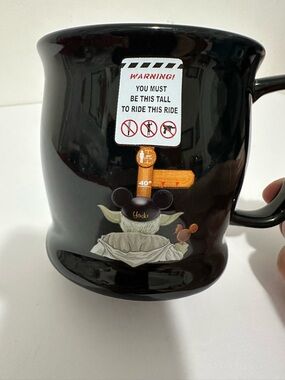 WARNING!
YOU MUST
BE THIS TALL
TO RIDE THIS RIDE
40"
Yoda